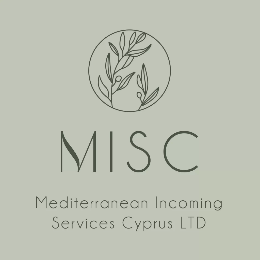 MISC
Mediterranean Incoming
Services Cyprus LTD